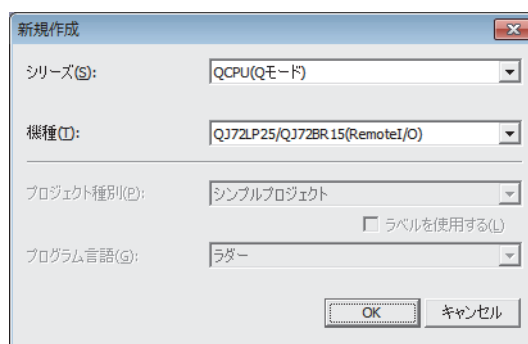 新規作成
シリーズ(S): QCPU(Qモード)
機種(T): QJ72LP25/QJ72BR15(RemoteI/O)
プロジェクト種別(P): シンプルプロジェクト
ラベルを使用する(L)
プログラム言語(G): ラダー
OK キャンセル